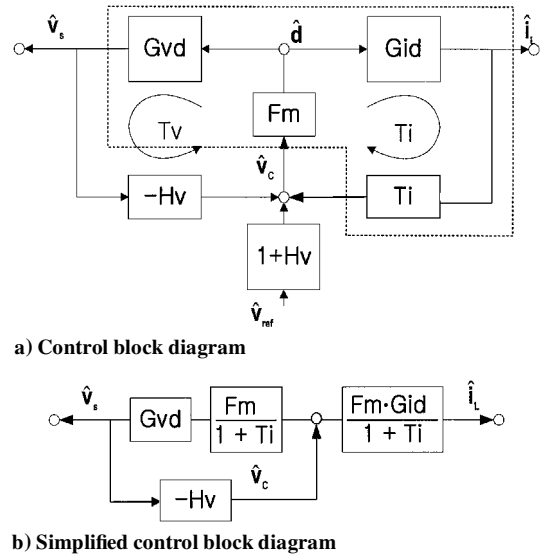 v̂s
Gvd
d̂
Gid
îL
Fm
Tv
Ti
v̂c
-Hv
Ti
1+Hv
v̂ref
a) Control block diagram
v̂s
Gvd
Fm
1 + Ti
Fm·Gid
1 + Ti
îL
v̂c
-Hv
b) Simplified control block diagram